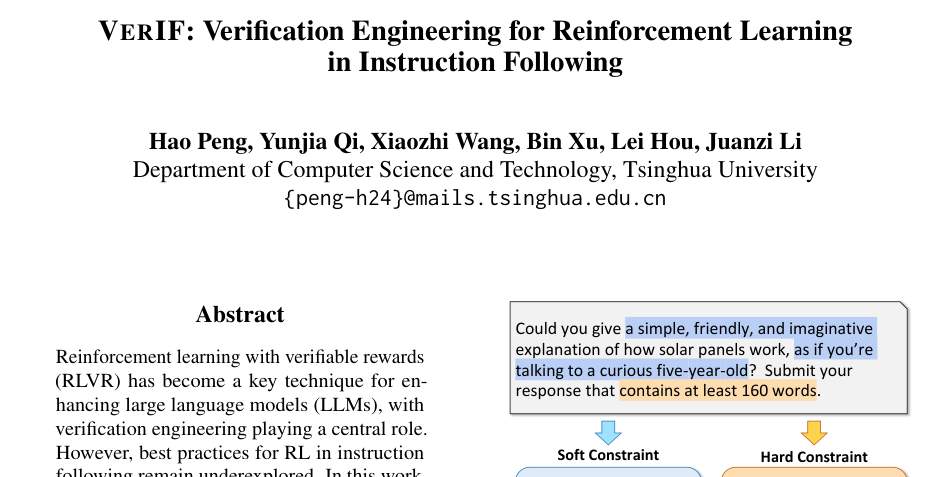 VERIF: Verification Engineering for Reinforcement Learning
in Instruction Following
Hao Peng, Yunjia Qi, Xiaozhi Wang, Bin Xu, Lei Hou, Juanzi Li
Department of Computer Science and Technology, Tsinghua University
{peng-h24}@mails.tsinghua.edu.cn
Abstract
Reinforcement learning with verifiable rewards
(RLVR) has become a key technique for en-
hancing large language models (LLMs), with
verification engineering playing a central role.
However, best practices for RL in instruction
following remain underexplored. In this work,
Could you give a simple, friendly, and imaginative
explanation of how solar panels work, as if you're
talking to a curious five-year-old? Submit your
response that contains at least 160 words.
Soft Constraint
Hard Constraint